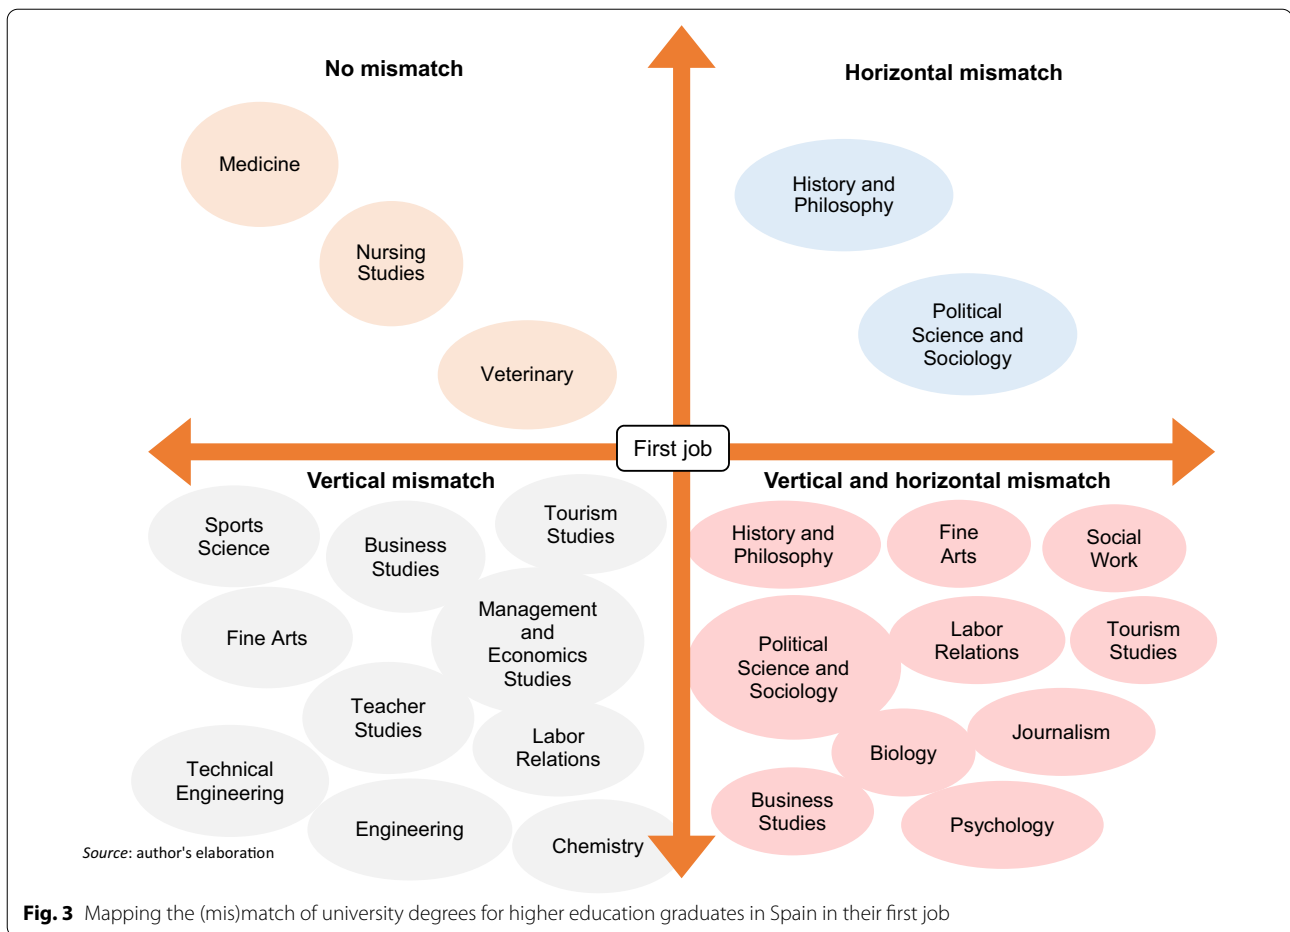 No mismatch
Horizontal mismatch
Medicine
Nursing
Studies
Veterinary
History and
Philosophy
Political
Science and
Sociology
First job
Vertical mismatch
Sports
Science
Business
Studies
Tourism
Studies
Fine Arts
Management
and
Economics
Studies
Teacher
Studies
Labor
Relations
Technical
Engineering
Engineering
Chemistry
Vertical and horizontal mismatch
History and
Philosophy
Fine
Arts
Social
Work
Political
Science and
Sociology
Labor
Relations
Tourism
Studies
Journalism
Biology
Business
Studies
Psychology
Source: author's elaboration
Fig. 3 Mapping the (mis)match of university degrees for higher education graduates in Spain in their first job